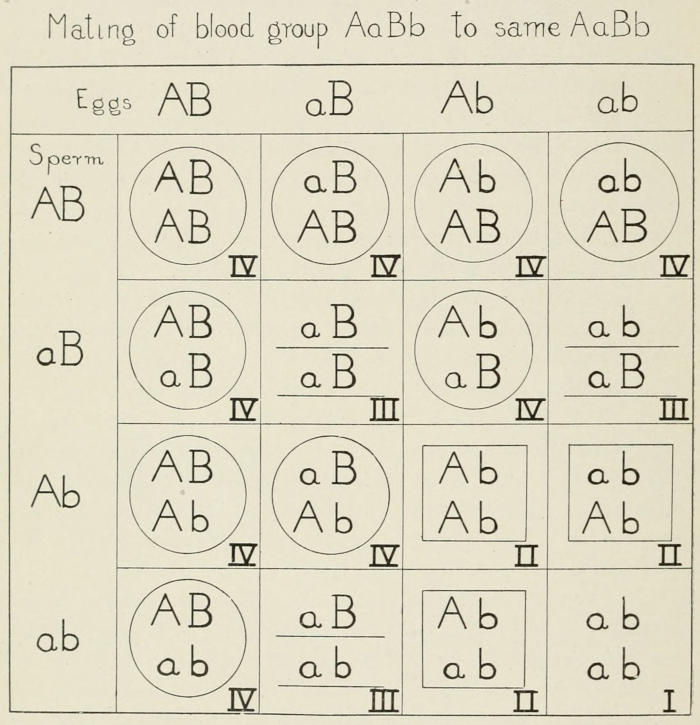 Mating of blood group AaBb to same AaBb
Eggs AB aB Ab ab
Sperm
AB
AB aB Ab ab
AB AB AB AB
IV IV IV IV
aB
AB aB Ab ab
aB aB aB aB
IV III IV III
Ab
AB aB Ab ab
Ab Ab Ab Ab
IV IV II II
ab
AB aB Ab ab
ab ab ab ab
IV III II I